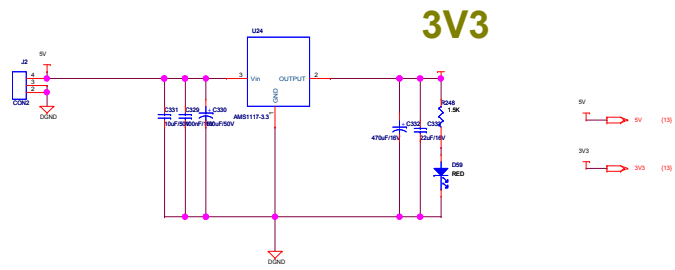 3V3
U24
J2
5V
4
3
2
CON2
DGND
3
Vin
OUTPUT
2
GND
1
AMS1117-3.3
C331
C329
C330
10uF/50V
100uF/50V
C332
470uF/16V
22uF/16V
R248
1.5K
D59
RED
DGND
5V
5V
(13)
3V3
3V3
(13)